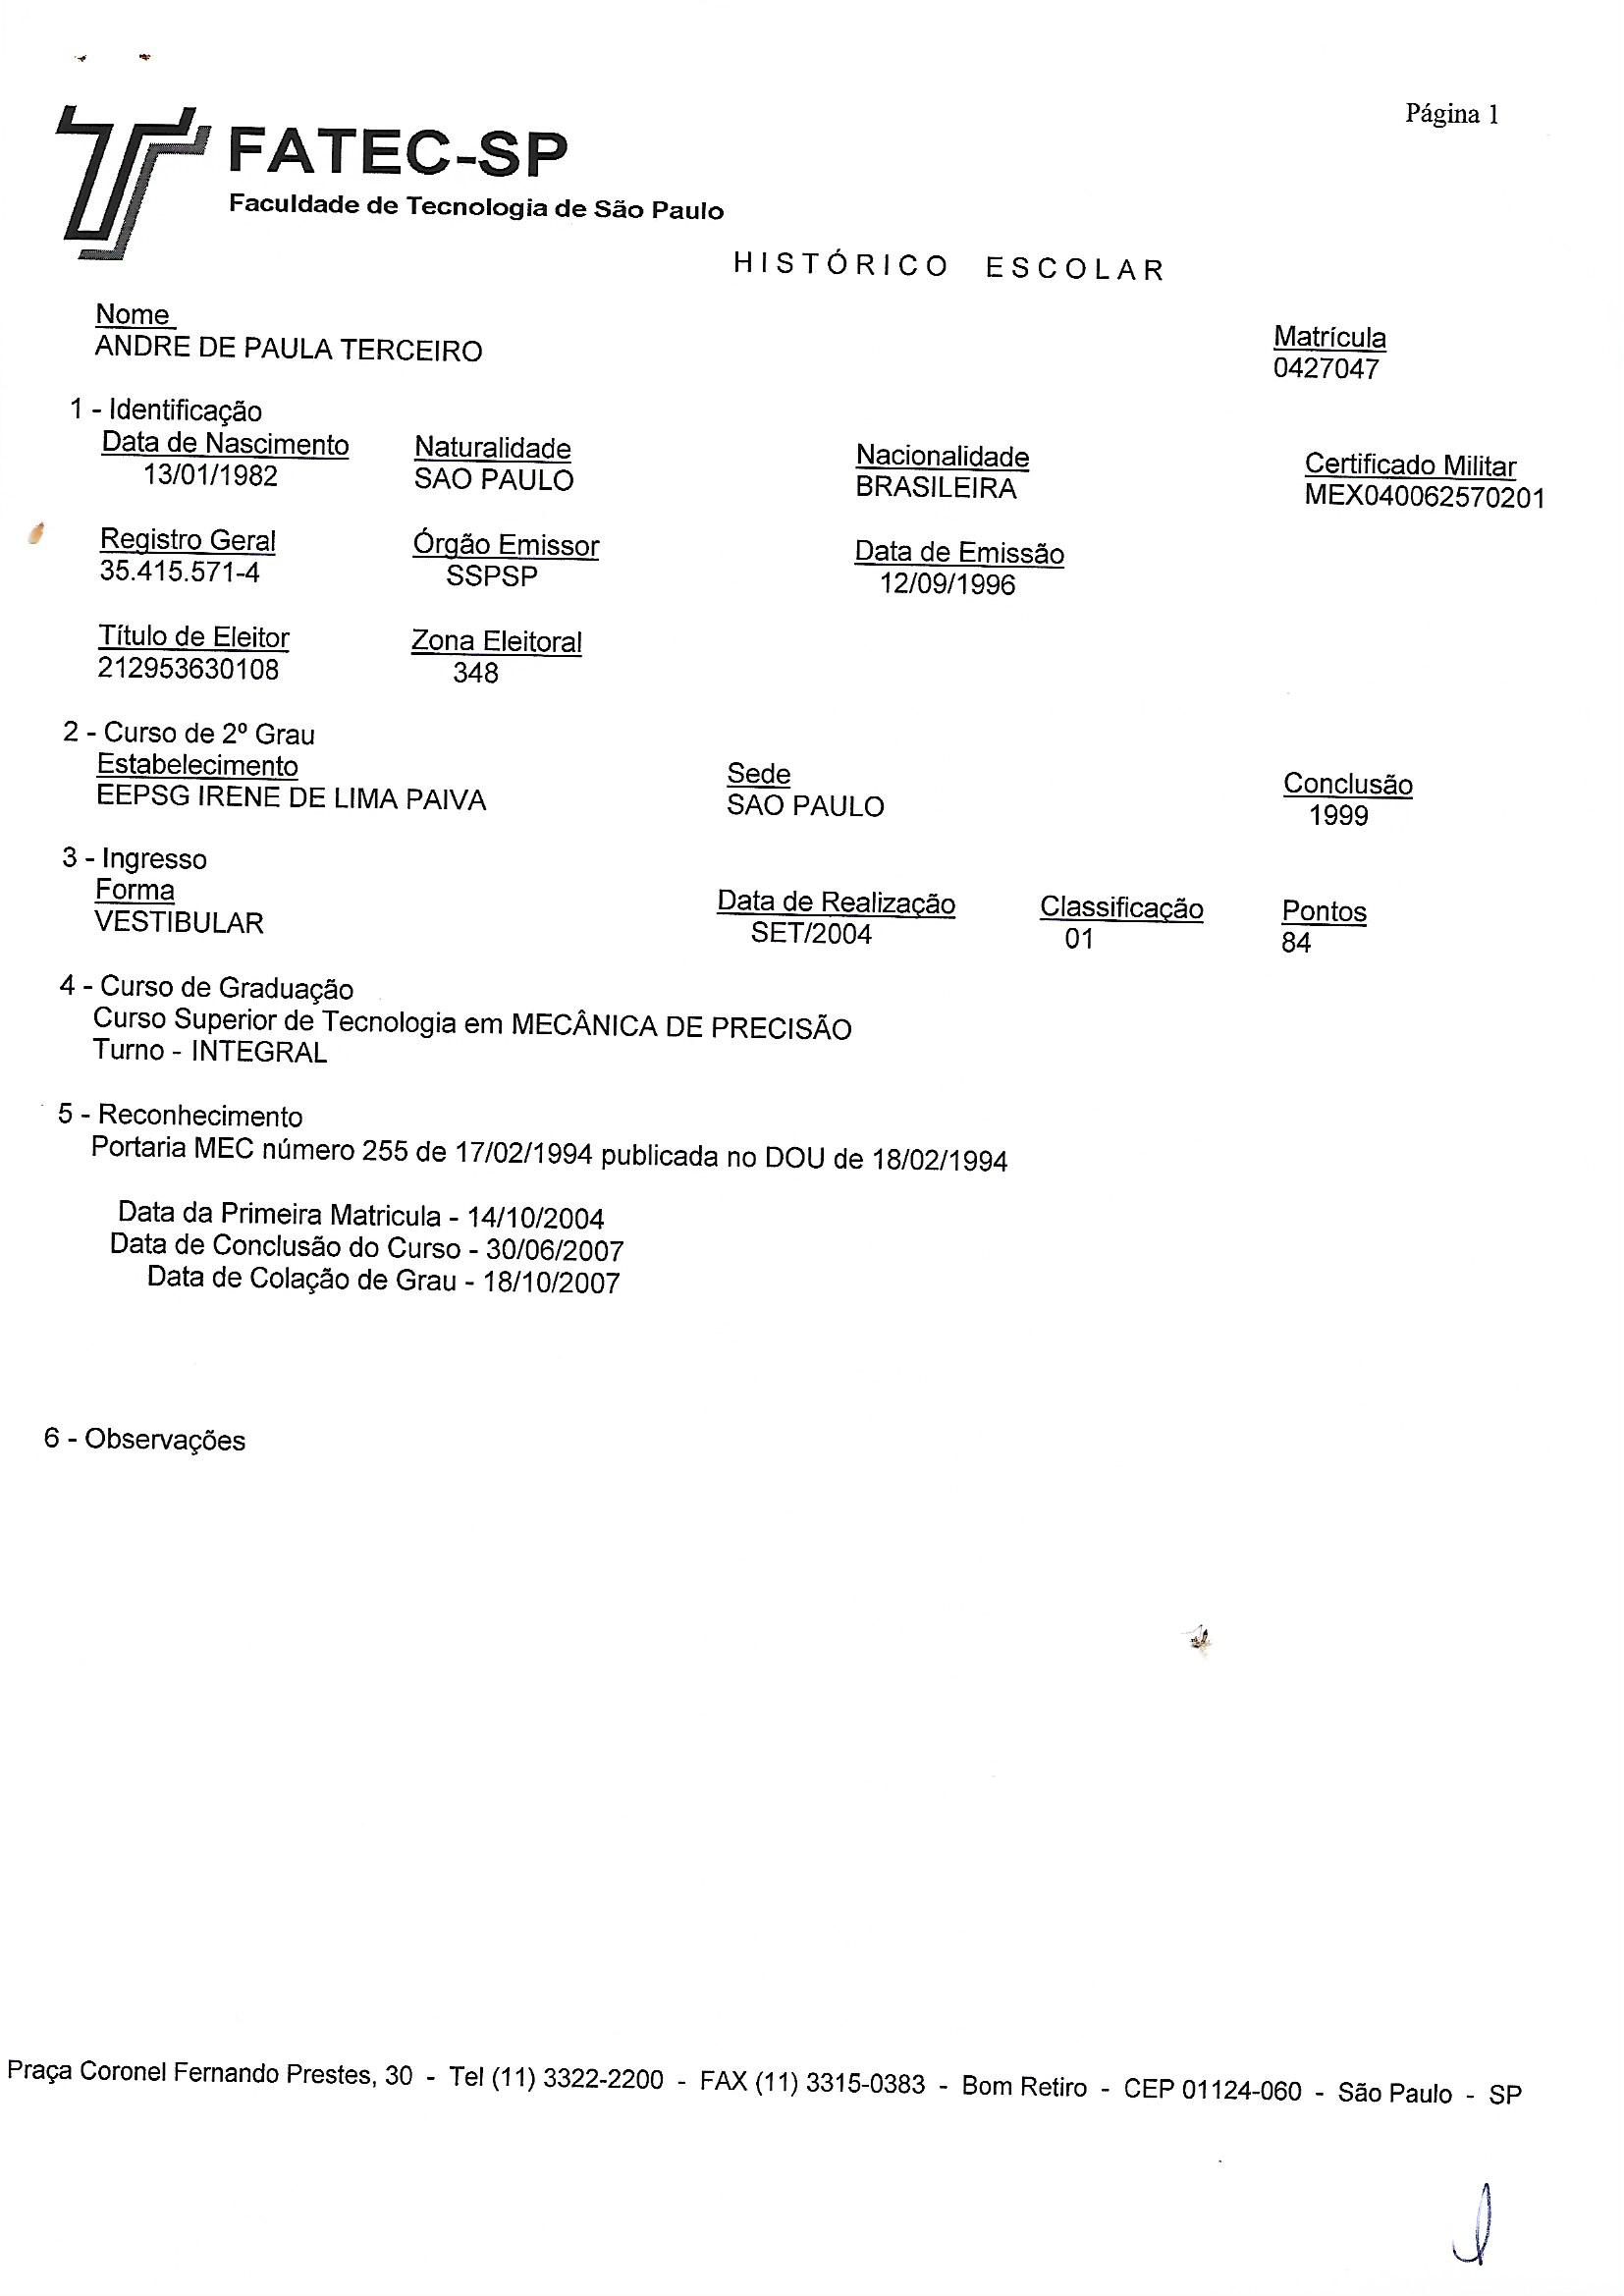 Página 1
FATEC-SP
Faculdade de Tecnologia de São Paulo
HISTÓRICO ESCOLAR
Nome
ANDRE DE PAULA TERCEIRO
Matrícula
0427047
1 - Identificação
Data de Nascimento Naturalidade Nacionalidade Certificado Militar
13/01/1982 SAO PAULO BRASILEIRA MEX040062570201
Registro Geral Órgão Emissor Data de Emissão
35.415.571-4 SSPSP 12/09/1996
Título de Eleitor Zona Eleitoral
212953630108 348
2 - Curso de 2º Grau
Estabelecimento Sede Conclusão
EEPSG IRENE DE LIMA PAIVA SAO PAULO 1999
3 - Ingresso
Forma Data de Realização Classificação Pontos
VESTIBULAR SET/2004 01 84
4 - Curso de Graduação
Curso Superior de Tecnologia em MECÂNICA DE PRECISÃO
Turno - INTEGRAL
5 - Reconhecimento
Portaria MEC número 255 de 17/02/1994 publicada no DOU de 18/02/1994
Data da Primeira Matricula - 14/10/2004
Data de Conclusão do Curso - 30/06/2007
Data de Colação de Grau - 18/10/2007
6 - Observações
Praça Coronel Fernando Prestes, 30 - Tel (11) 3322-2200 - FAX (11) 3315-0383 - Bom Retiro - CEP 01124-060 - São Paulo - SP